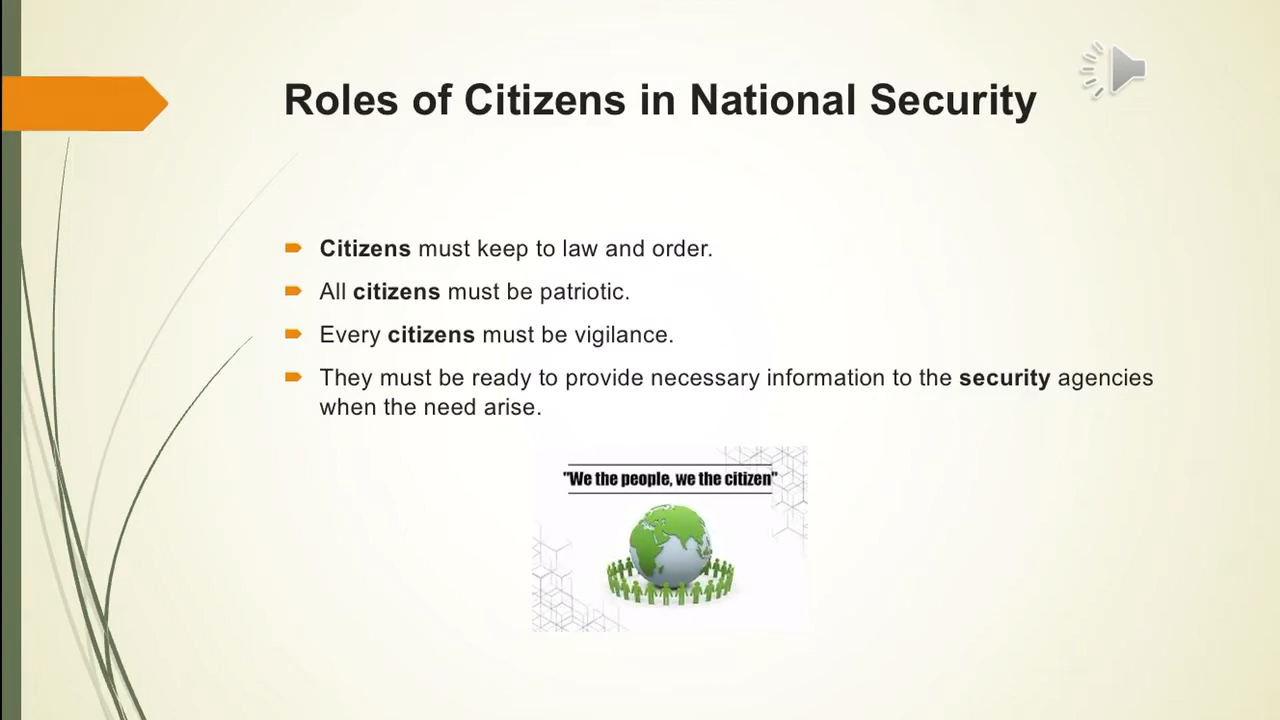 Roles of Citizens in National Security
Citizens must keep to law and order.
All citizens must be patriotic.
Every citizens must be vigilance.
They must be ready to provide necessary information to the security agencies
when the need arise.
"We the people, we the citizen"